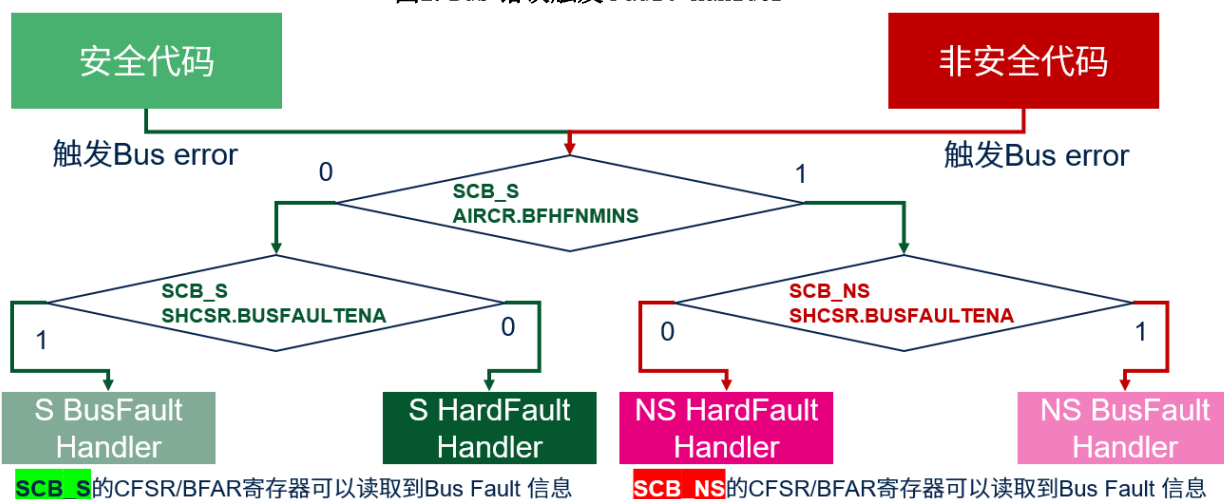 安全代码
非安全代码
触发Bus error
触发Bus error
0
1
SCB_S
AIRCR.BFHFNMINS
SCB_S
SHCSR.BUSFAULTENA
SCB_NS
SHCSR.BUSFAULTENA
1
0
0
1
S BusFault
Handler
S HardFault
Handler
NS HardFault
Handler
NS BusFault
Handler
SCB_S的CFSR/BFAR寄存器可以读取到Bus Fault 信息
SCB_NS的CFSR/BFAR寄存器可以读取到Bus Fault 信息